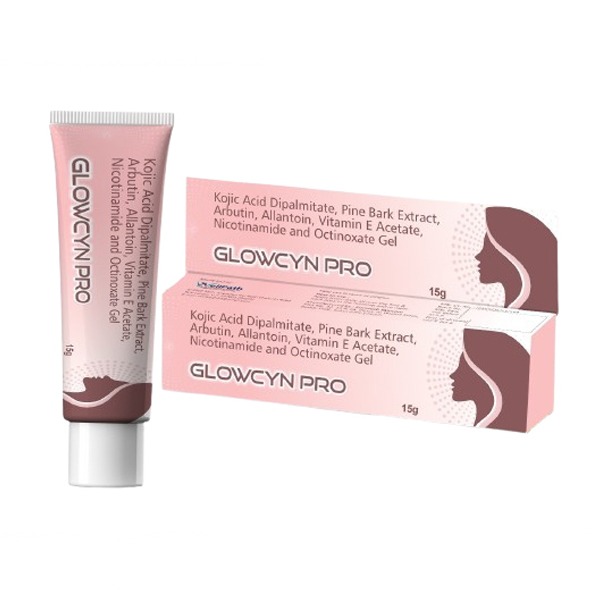 Kojic Acid Dipalmitate, Pine Bark Extract,
Arbutin, Allantoin, Vitamin E Acetate,
Nicotinamide and Octinoxate Gel
GLOWCYN PRO
15g
Kojic Acid Dipalmitate, Pine Bark Extract,
Arbutin, Allantoin, Vitamin E Acetate,
Nicotinamide and Octinoxate Gel
GLOWCYN PRO
15g
Kojic Acid Dipalmitate, Pine Bark Extract,
Arbutin, Allantoin, Vitamin E Acetate,
Nicotinamide and Octinoxate Gel
GLOWCYN PRO
15g